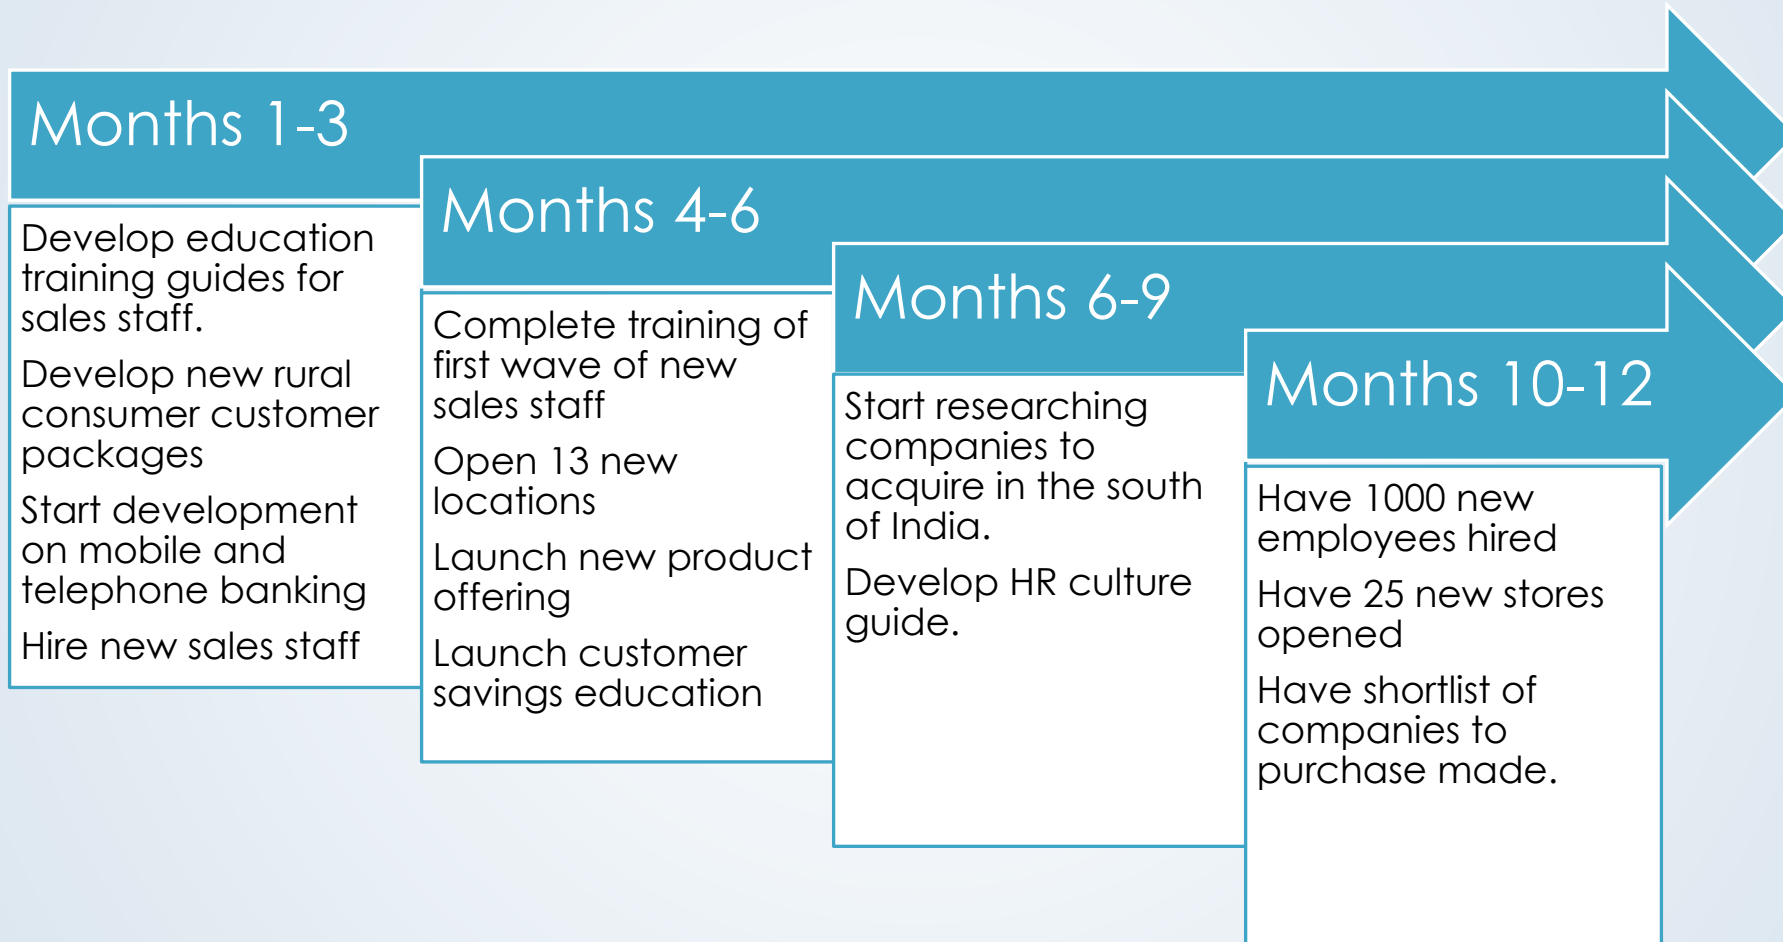 Months 1-3
Develop education
training guides for
sales staff.
Develop new rural
consumer customer
packages
Start development
on mobile and
telephone banking
Hire new sales staff
Months 4-6
Complete training of
first wave of new
sales staff
Open 13 new
locations
Launch new product
offering
Launch customer
savings education
Months 6-9
Start researching
companies to
acquire in the south
of India.
Develop HR culture
guide.
Months 10-12
Have 1000 new
employees hired
Have 25 new stores
opened
Have shortlist of
companies to
purchase made.